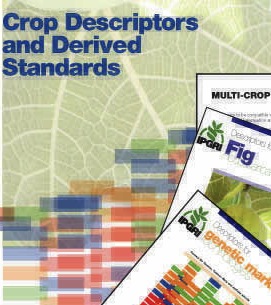 Crop Descriptors
and Derived
Standards
MULTI-CROP
IPGRI
Descriptors for
Fig
IPGRI
Descriptors for
genetic mark